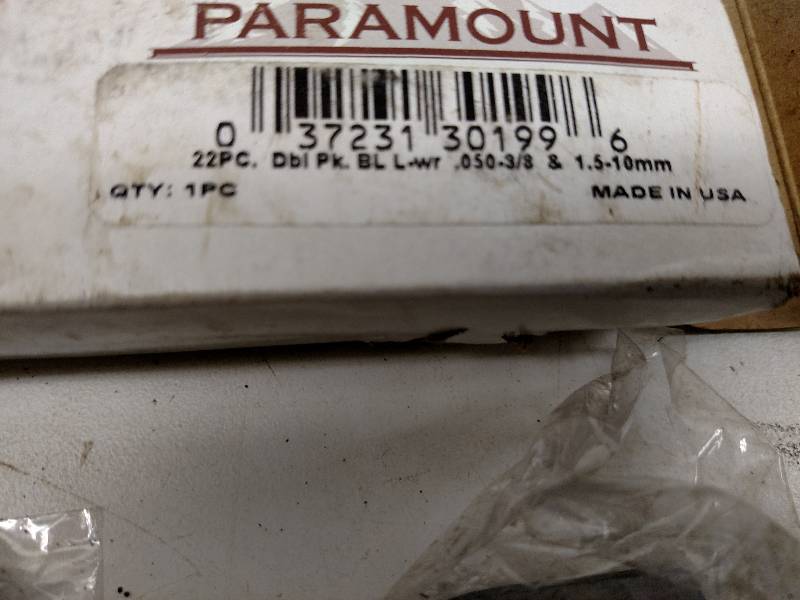 PARAMOUNT
0 37231 30199 6
22PC. Dbl Pk. BL L-wr .050-3/8 & 1.5-10mm
QTY: 1PC MADE IN USA